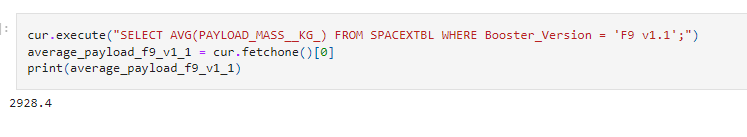 cur.execute("SELECT AVG(PAYLOAD_MASS__KG_) FROM SPACEXTBL WHERE Booster_Version = 'F9 v1.1';")
average_payload_f9_v1_1 = cur.fetchone()[0]
print(average_payload_f9_v1_1)
2928.4